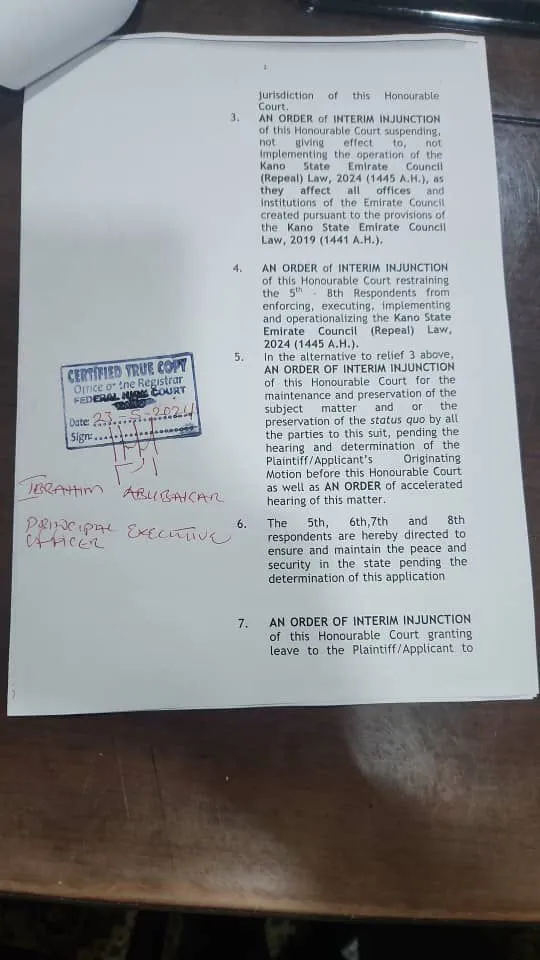 2
jurisdiction of this Honourable
Court.
3. AN ORDER of INTERIM INJUNCTION
of this Honourable Court suspending,
not giving effect to, not
implementing the operation of the
Kano State Emirate Council
(Repeal) Law, 2024 (1445 A.H.), as
they affect all offices and
institutions of the Emirate Council
created pursuant to the provisions of
the Kano State Emirate Council
Law, 2019 (1441 A.H.).
4. AN ORDER of INTERIM INJUNCTION
of this Honourable Court restraining
the 5th - 8th Respondents from
enforcing, executing, implementing
and operationalizing the Kano State
Emirate Council (Repeal) Law,
2024 (1445 A.H.).
5. In the alternative to relief 3 above,
AN ORDER of INTERIM INJUNCTION
of this Honourable Court for the
maintenance and preservation of the
subject matter and or the
preservation of the status quo by all
the parties to this suit, pending the
hearing and determination of the
Plaintiff/Applicant's Originating
Motion before this Honourable Court
as well as AN ORDER of accelerated
hearing of this matter.
6. The 5th, 6th,7th and 8th
respondents are hereby directed to
ensure and maintain the peace and
security in the state pending the
determination of this application
7. AN ORDER OF INTERIM INJUNCTION
of this Honourable Court granting
leave to the Plaintiff/Applicant to
CERTIFIED TRUE COPY
Office of the Registrar
FEDERAL HIGH COURT
Date: 23-5-2024
Sign:
IBRAHIM ABUBAKAR
PRINCIPAL EXECUTIVE
OFFICER